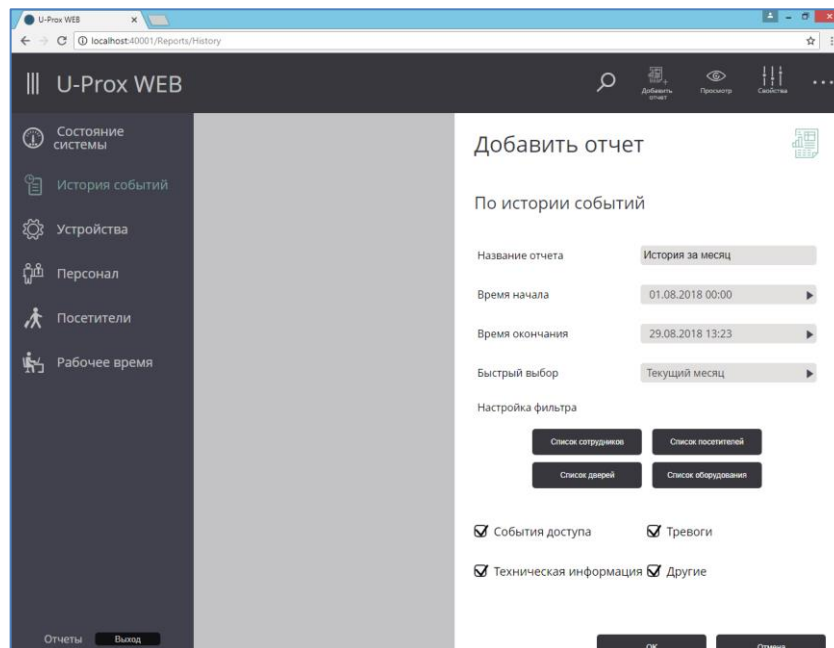 U-Prox WEB
localhost:40001/Reports/History
U-Prox WEB
Добавить отчет
Просмотр
Свойства
Состояние системы
История событий
Устройства
Персонал
Посетители
Рабочее время
Отчеты
Выход
Добавить отчет
По истории событий
Название отчета
История за месяц
Время начала
01.08.2018 00:00
Время окончания
29.08.2018 13:23
Быстрый выбор
Текущий месяц
Настройка фильтра
Список сотрудников
Список посетителей
Список дверей
Список оборудования
События доступа
Тревоги
Техническая информация
Другие
ОК
Отмена